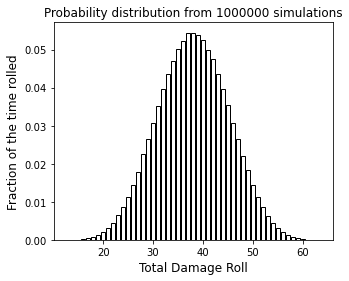 Probability distribution from 1000000 simulations
Fraction of the time rolled
0.05
0.04
0.03
0.02
0.01
0.00
20 30 40 50 60
Total Damage Roll